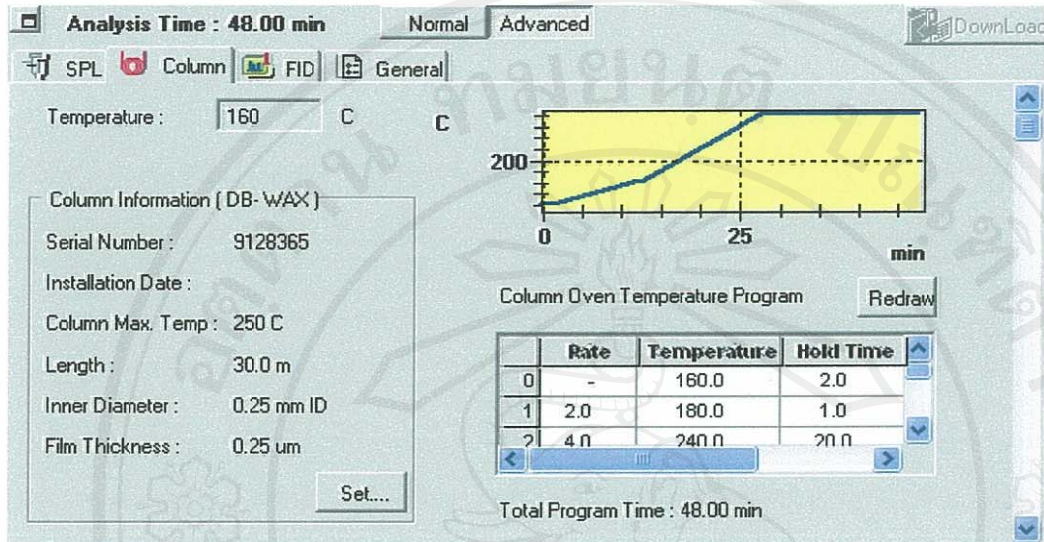 Analysis Time : 48.00 min Normal Advanced DownLoad
SPL Column FID General
Temperature : 160 C
C
200
0 25
min
Column Information ( DB-WAX )
Serial Number : 9128365
Installation Date :
Column Max. Temp : 250 C
Length : 30.0 m
Inner Diameter : 0.25 mm ID
Film Thickness : 0.25 um
Set....
Column Oven Temperature Program Redraw
Rate Temperature Hold Time
0 - 160.0 2.0
1 2.0 180.0 1.0
2 4.0 240.0 20.0
Total Program Time : 48.00 min